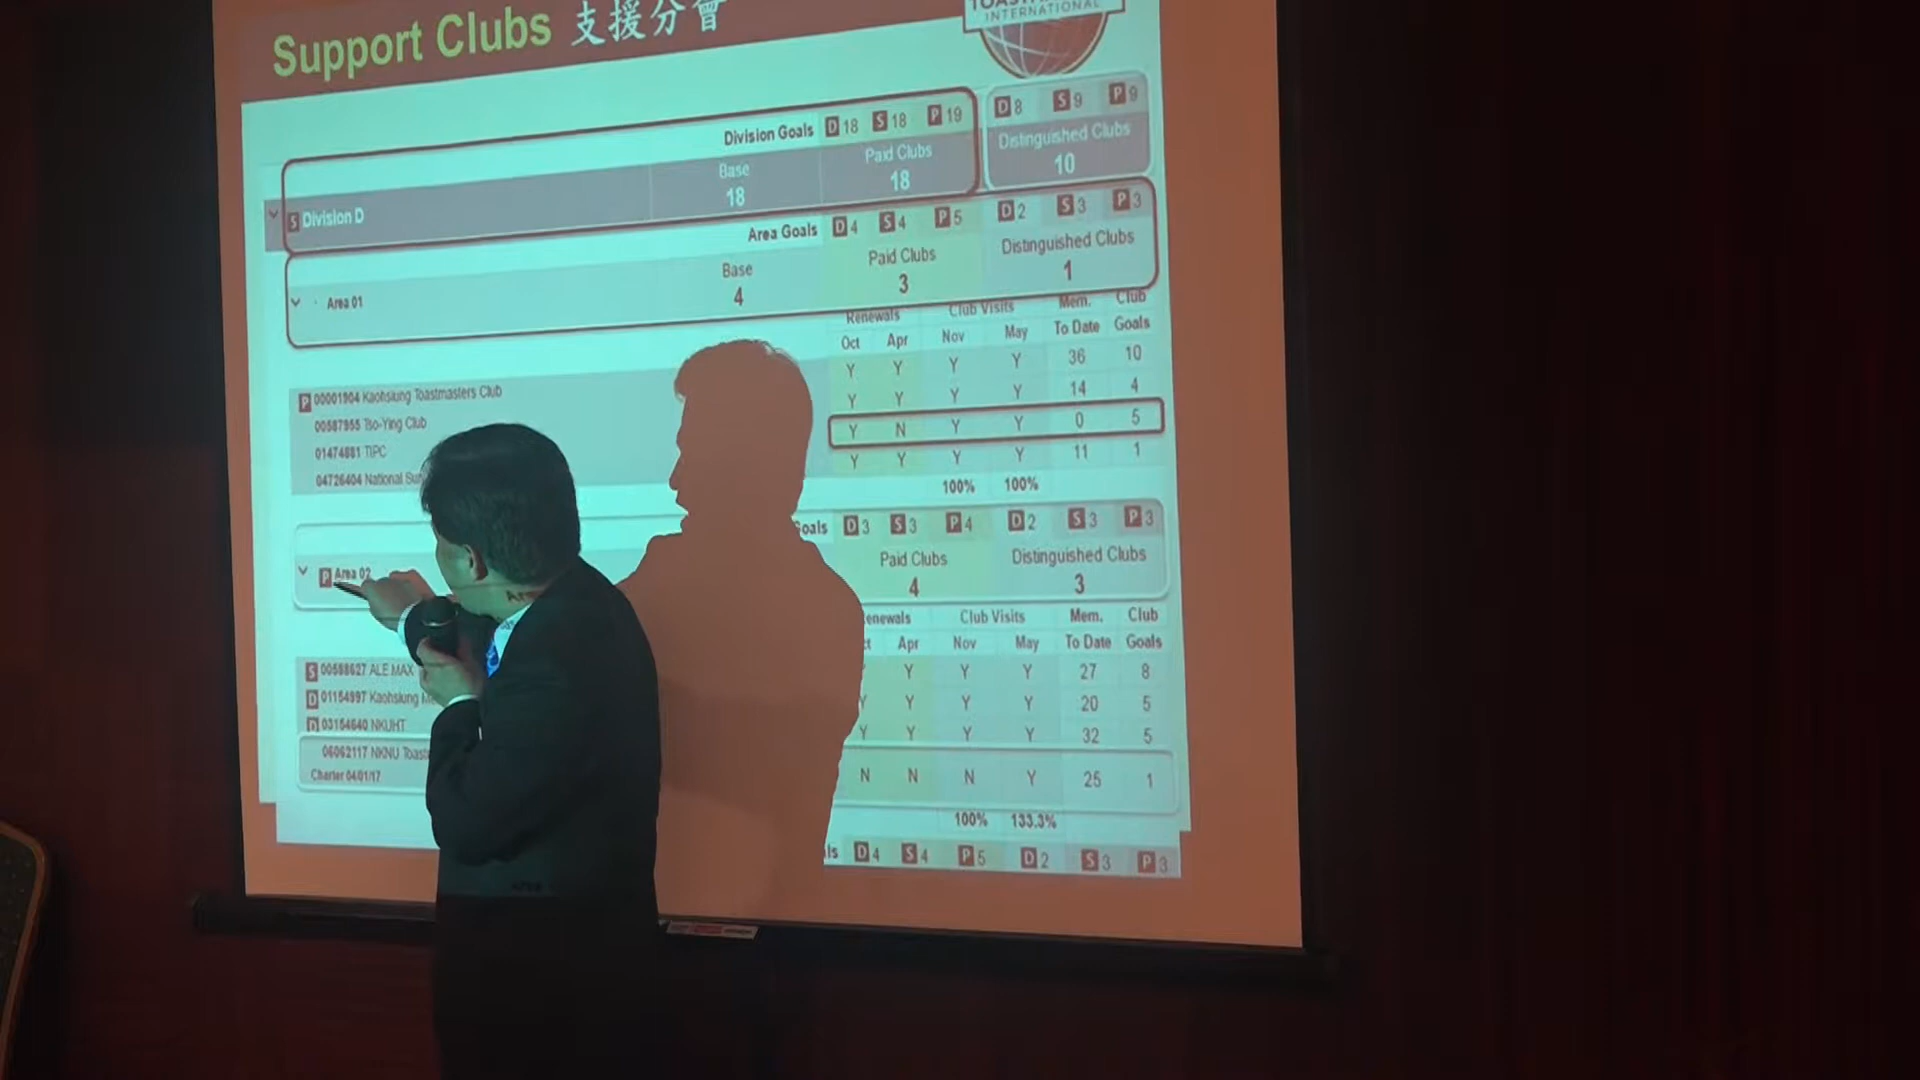 Support Clubs 支援分會
INTERNATIONAL
Division Goals D 18 S 18 P 19 D 8 S 9 P 9
Base Paid Clubs Distinguished Clubs
S Division D 18 18 10
Area Goals D 4 S 4 P 5 D 2 S 3 P 3
Base Paid Clubs Distinguished Clubs
Area 01 4 3 1
Renewals Club Visits Mem. Club
Oct Apr Nov May To Date Goals
P 00001904 Kaohsiung Toastmasters Club Y Y Y Y 36 10
00587955 Tso-Ying Club Y Y Y Y 14 4
01474881 TIPC Y N Y Y 0 5
04726404 National Y Y Y Y 11 1
100% 100%
Goals D 3 S 3 P 4 D 2 S 3 P 3
Paid Clubs Distinguished Clubs
P Area 02 4 3
Renewals Club Visits Mem. Club
Apr Nov May To Date Goals
S 00588627 ALE MAX Y Y Y 27 8
D 01154997 Kaohsiung Y Y Y Y 20 5
D 03154640 NKUHT Y Y Y Y 32 5
06062117 NKNU N N N Y 25 1
Charter 04/01/17
100% 133.3%
D 4 S 4 P 5 D 2 S 3 P 3